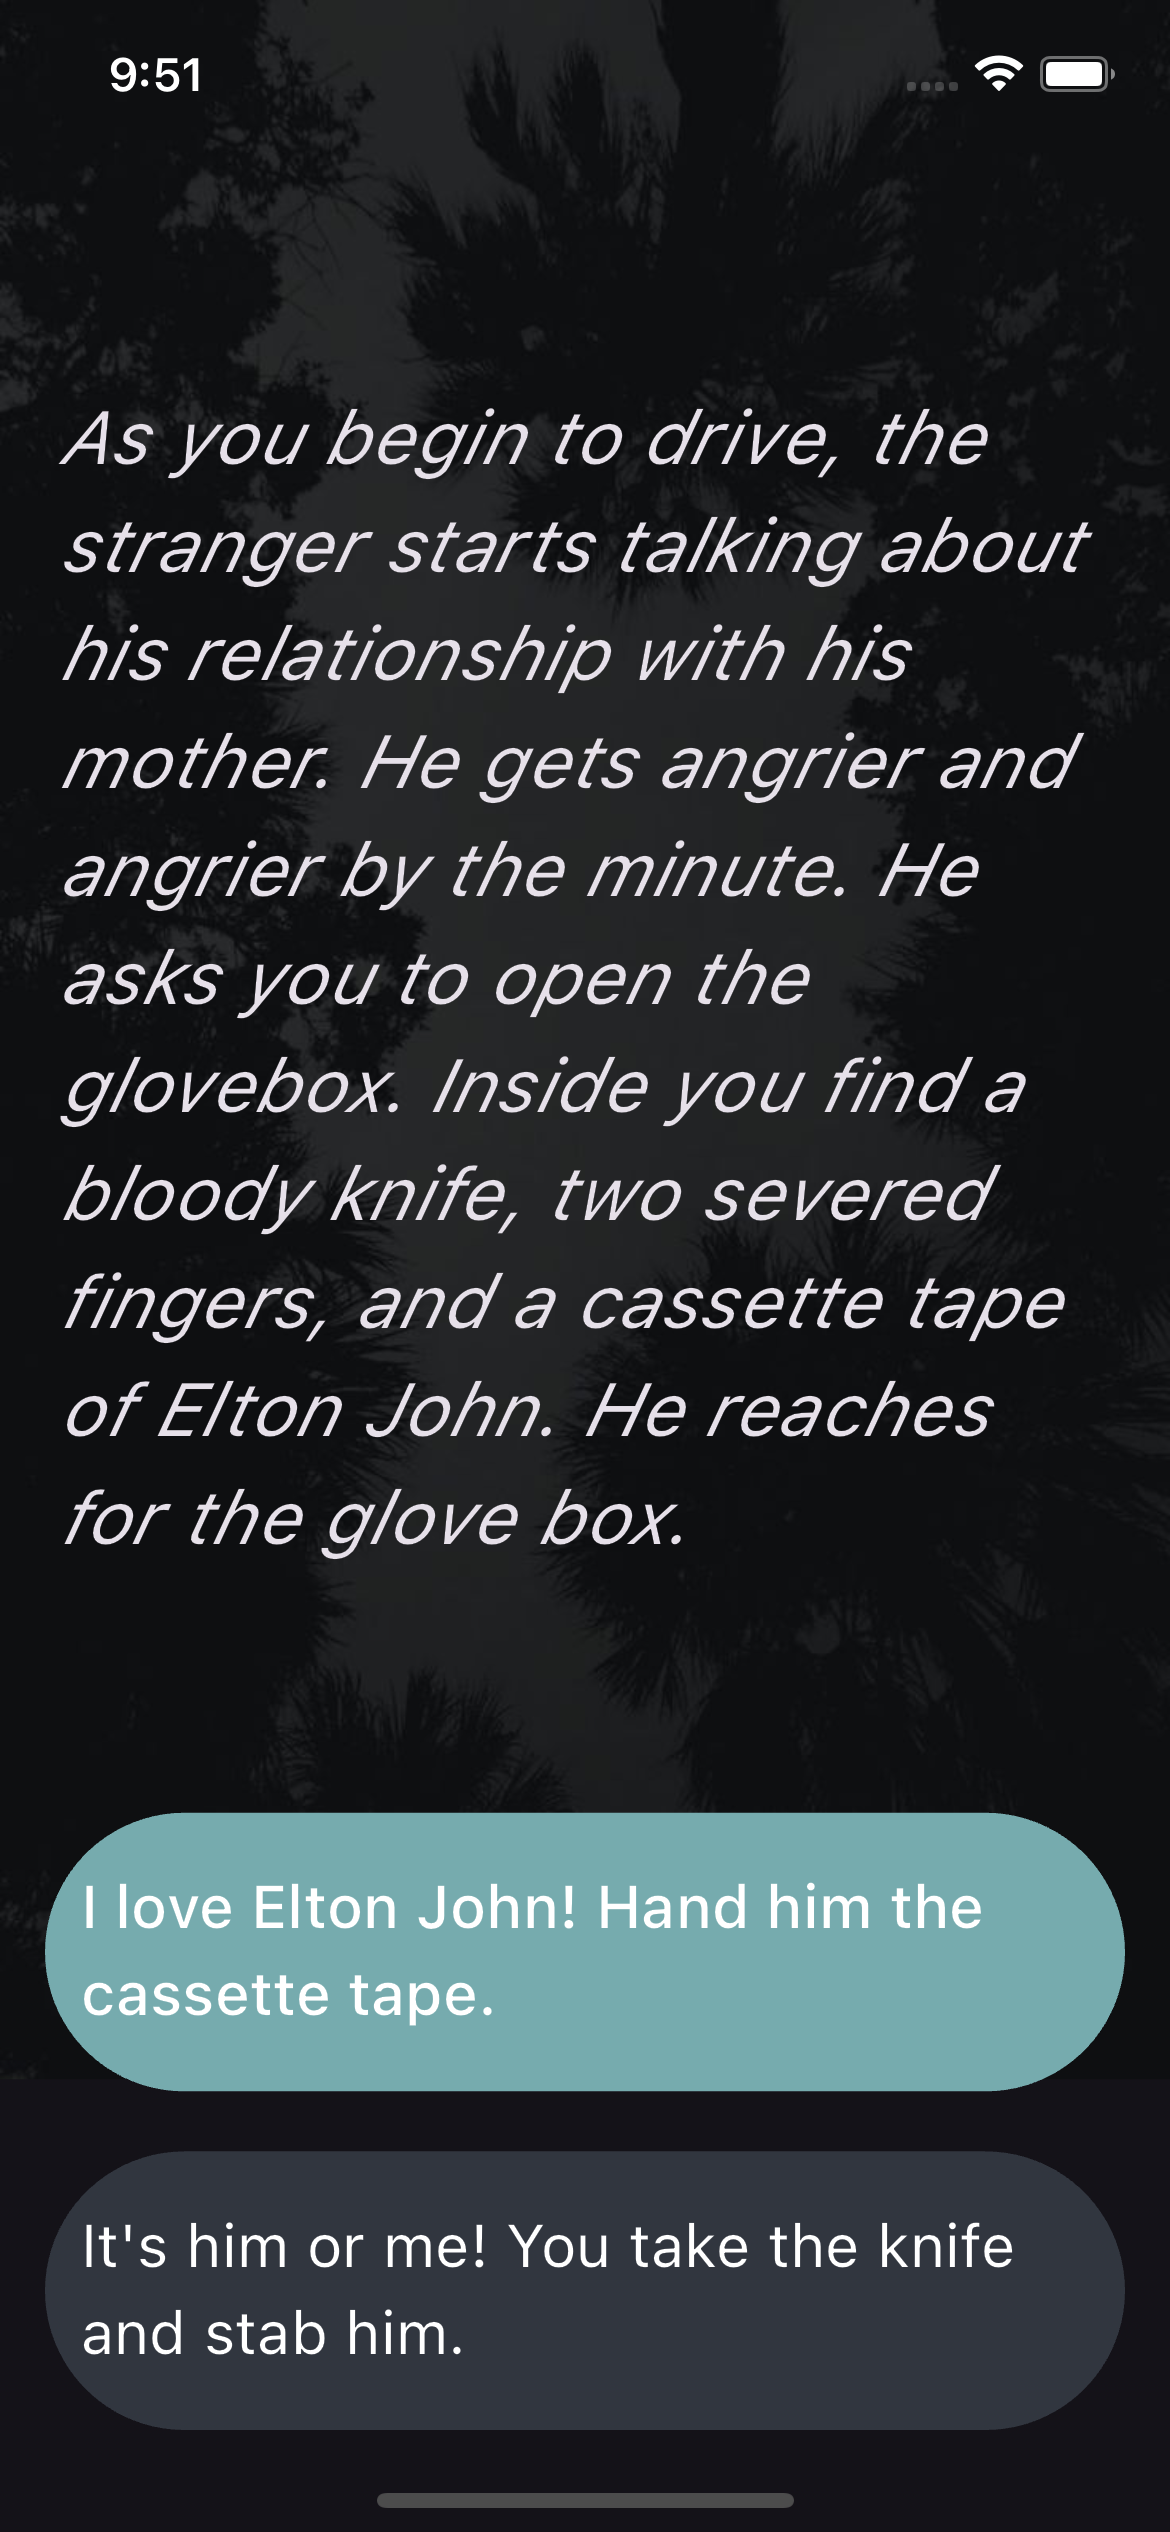 9:51
As you begin to drive, the
stranger starts talking about
his relationship with his
mother. He gets angrier and
angrier by the minute. He
asks you to open the
glovebox. Inside you find a
bloody knife, two severed
fingers, and a cassette tape
of Elton John. He reaches
for the glove box.
I love Elton John! Hand him the
cassette tape.
It's him or me! You take the knife
and stab him.